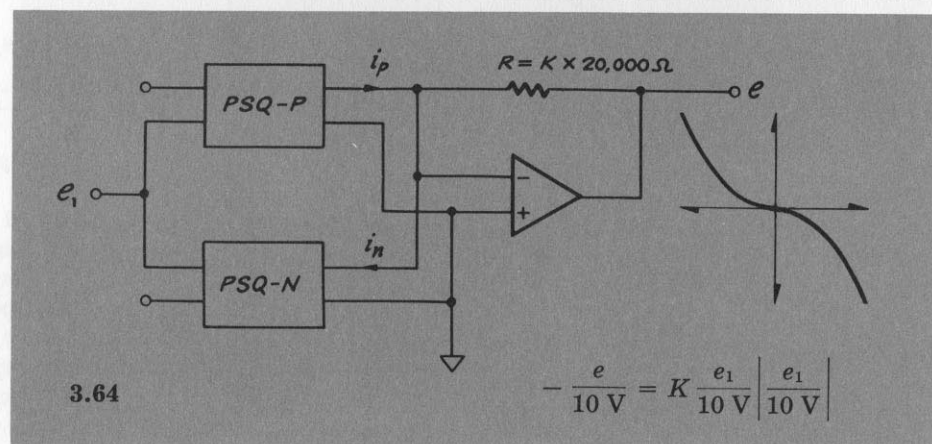 i_p
R = K × 20,000 Ω
PSQ-P
e
e₁
−
+
i_n
PSQ-N
3.64
− e/10 V = K e₁/10 V |e₁/10 V|